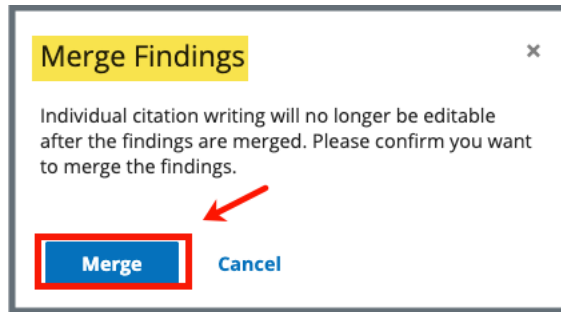 Merge Findings
×
Individual citation writing will no longer be editable
after the findings are merged. Please confirm you want
to merge the findings.
Merge Cancel